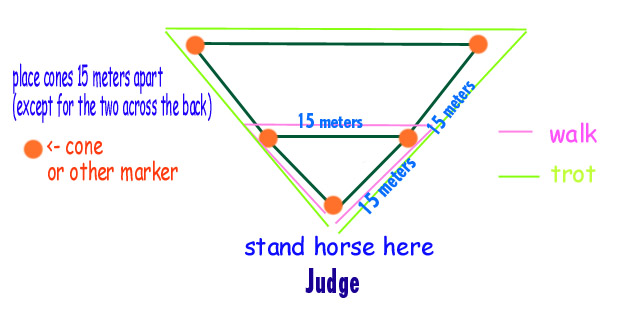 place cones 15 meters apart
(except for the two across the back)
<- cone
or other marker
15 meters
15 meters
15 meters
walk
trot
stand horse here
Judge